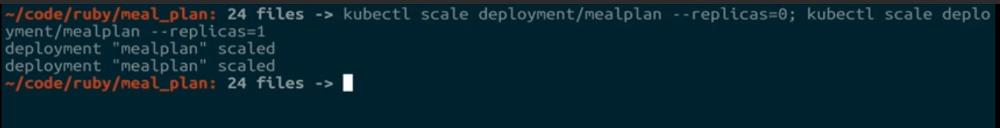 ~/code/ruby/meal_plan: 24 files -> kubectl scale deployment/mealplan --replicas=0; kubectl scale deplo
yment/mealplan --replicas=1
deployment "mealplan" scaled
deployment "mealplan" scaled
~/code/ruby/meal_plan: 24 files ->